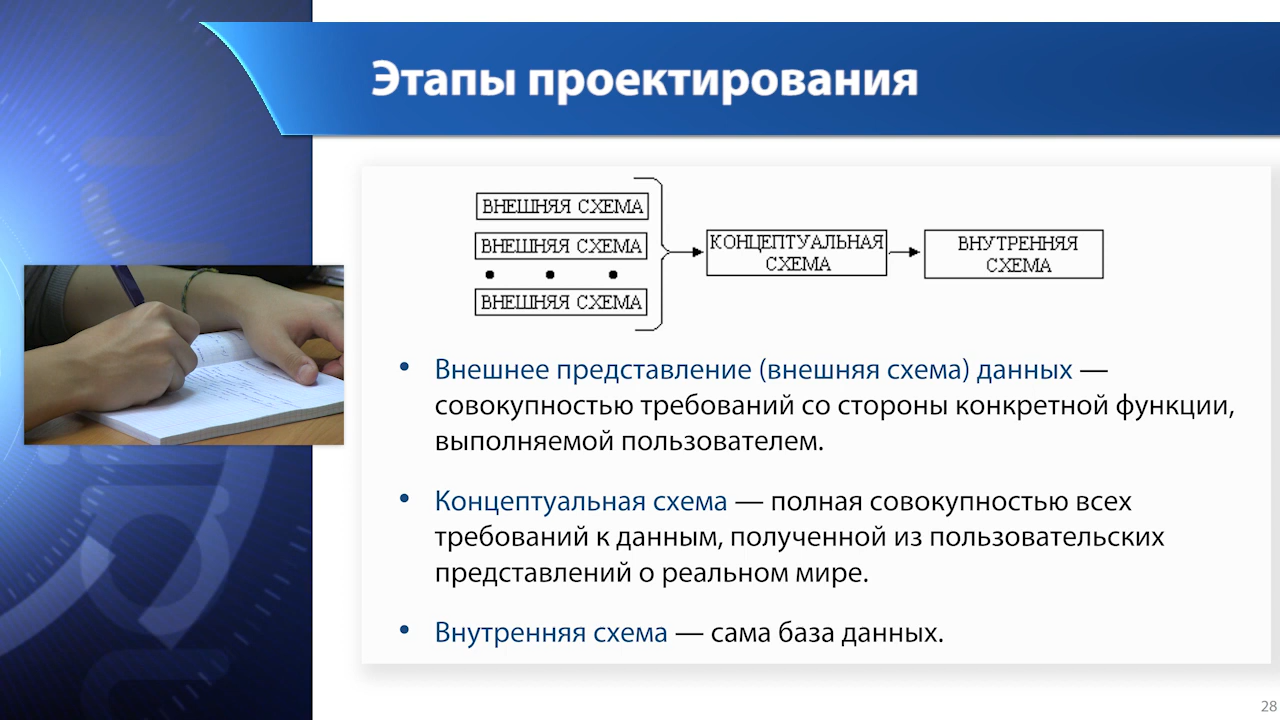 Этапы проектирования
ВНЕШНЯЯ СХЕМА
ВНЕШНЯЯ СХЕМА
ВНЕШНЯЯ СХЕМА
КОНЦЕПТУАЛЬНАЯ
СХЕМА
ВНУТРЕННЯЯ
СХЕМА
• Внешнее представление (внешняя схема) данных —
совокупностью требований со стороны конкретной функции,
выполняемой пользователем.
• Концептуальная схема — полная совокупностью всех
требований к данным, полученной из пользовательских
представлений о реальном мире.
• Внутренняя схема — сама база данных.
28